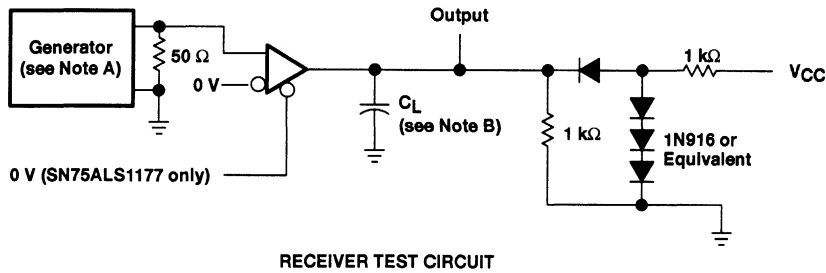 Output
Generator
(see Note A)
50 Ω
0 V
CL
(see Note B)
1 kΩ
VCC
1 kΩ
1N916 or
Equivalent
0 V (SN75ALS1177 only)
RECEIVER TEST CIRCUIT